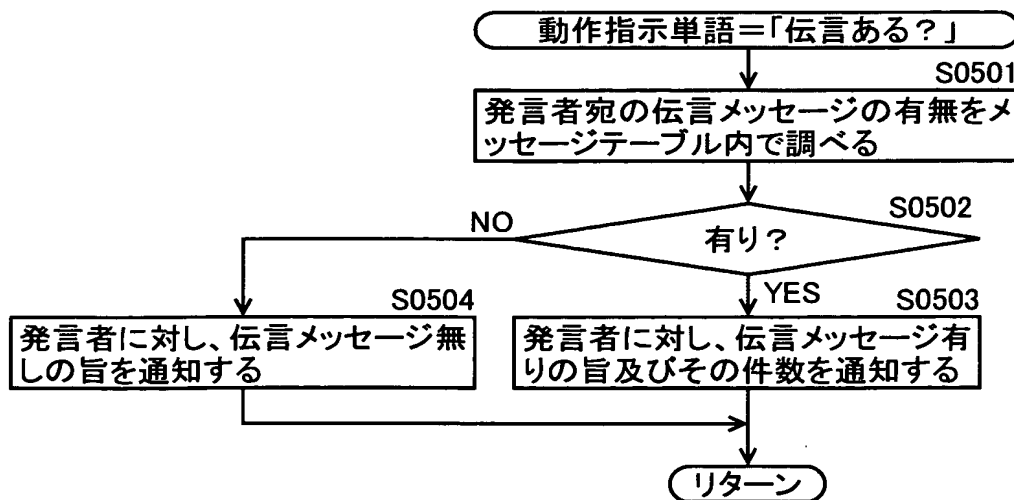 動作指示単語＝「伝言ある？」
S0501
発言者宛の伝言メッセージの有無をメ
ッセージテーブル内で調べる
S0502
有り？
NO
YES
S0504
発言者に対し、伝言メッセージ無
しの旨を通知する
S0503
発言者に対し、伝言メッセージ有
りの旨及びその件数を通知する
リターン